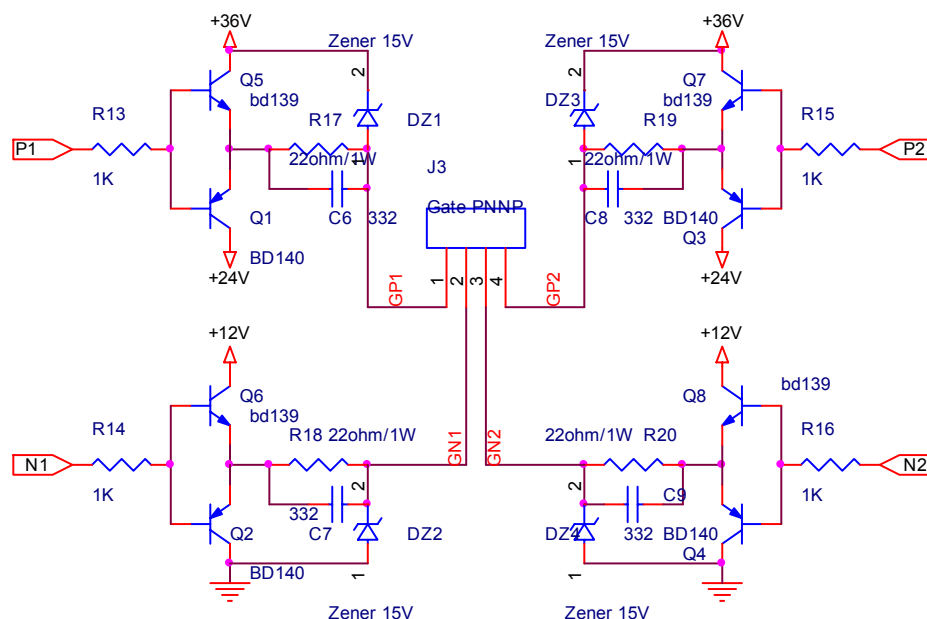 +36V
Zener 15V
Zener 15V
+36V
2
2
Q5
bd139
Q7
bd139
R13
R17
DZ1
DZ3
R19
R15
P1
22ohm/1W
1
1
22ohm/1W
P2
1K
J3
1K
Q1
C6
332
Gate PNNP
C8
332
BD140
Q3
BD140
+24V
+24V
GP1
1
2
3
4
GP2
+12V
+12V
Q6
bd139
Q8
bd139
R14
R18
22ohm/1W
GN1
GN2
22ohm/1W
R20
R16
N1
N2
1K
2
2
C9
1K
332
Q2
C7
DZ2
DZ4
332
BD140
Q4
BD140
1
1
Zener 15V
Zener 15V